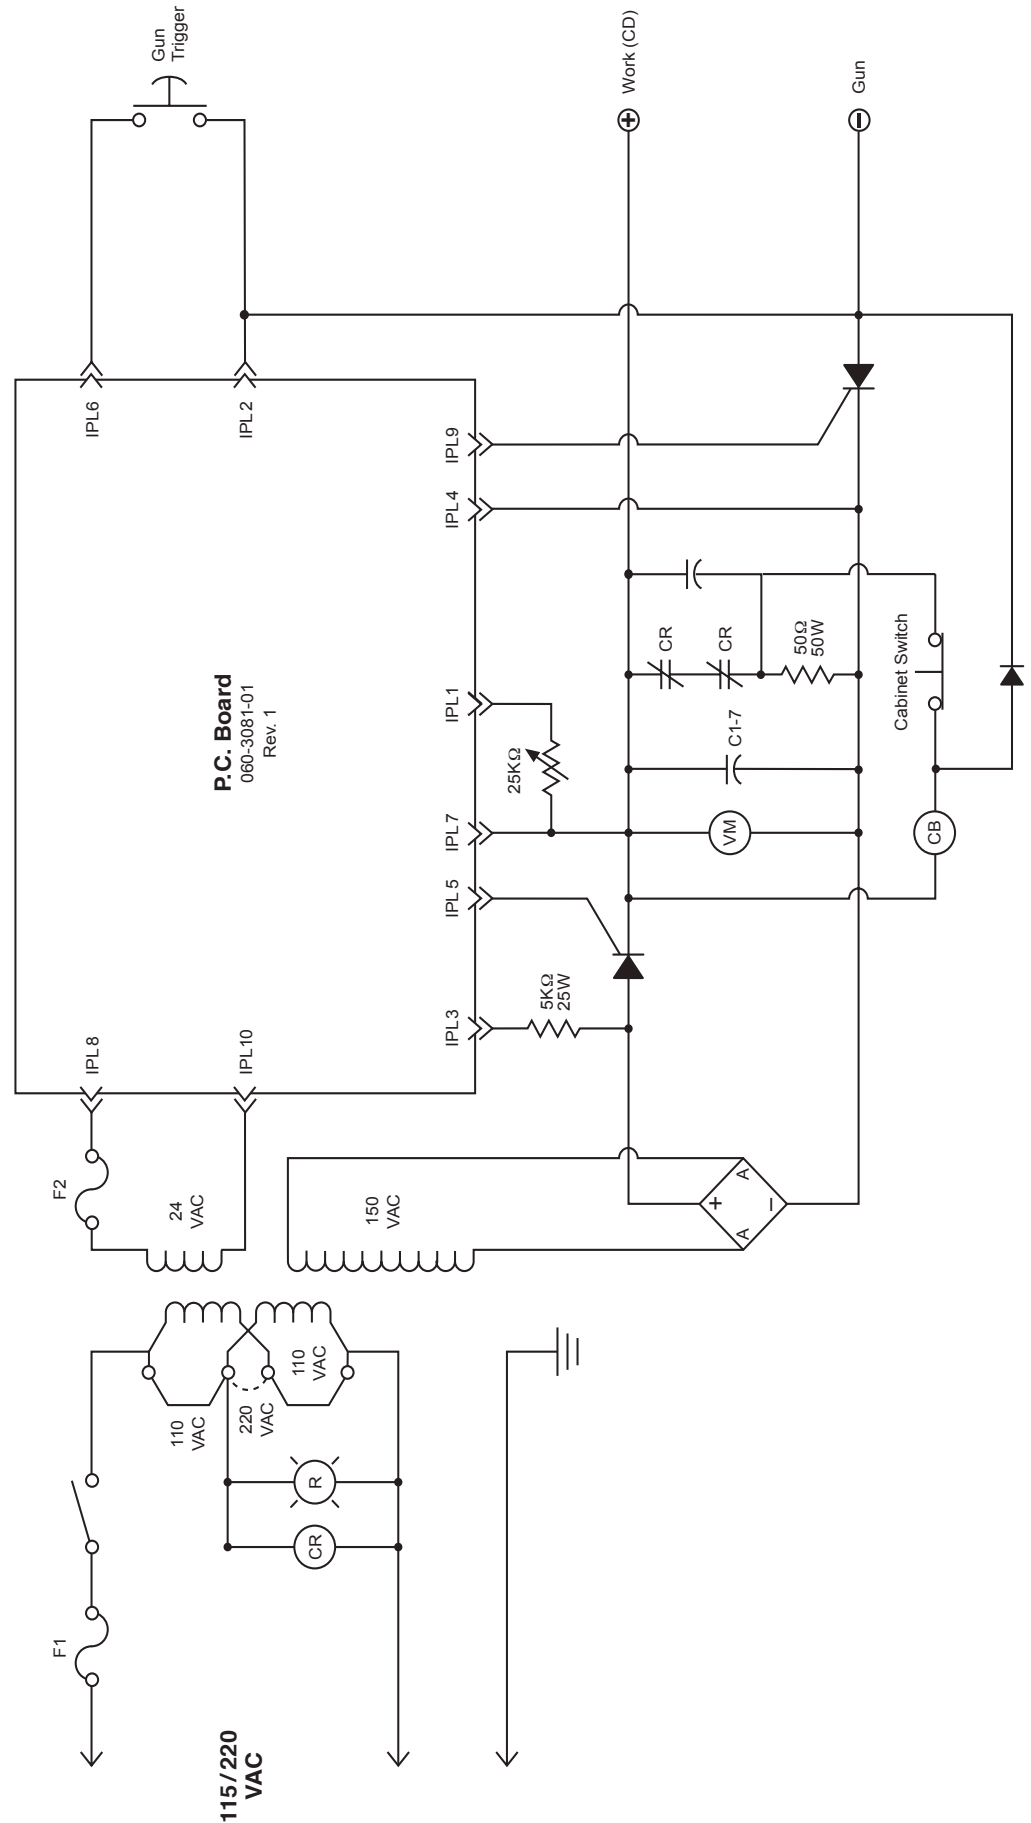 115/220
VAC
F1
F2
110
VAC
220
VAC
110
VAC
CR
R
24
VAC
150
VAC
IPL8
IPL10
P.C. Board
060-3081-01
Rev. 1
IPL6
IPL2
IPL3
IPL5
IPL7
IPL1
IPL4
IPL9
Gun
Trigger
5KΩ
25W
25KΩ
A
+
−
A
VM
C1-7
CR
CR
50Ω
50W
CB
Cabinet Switch
+
Work (CD)
−
Gun